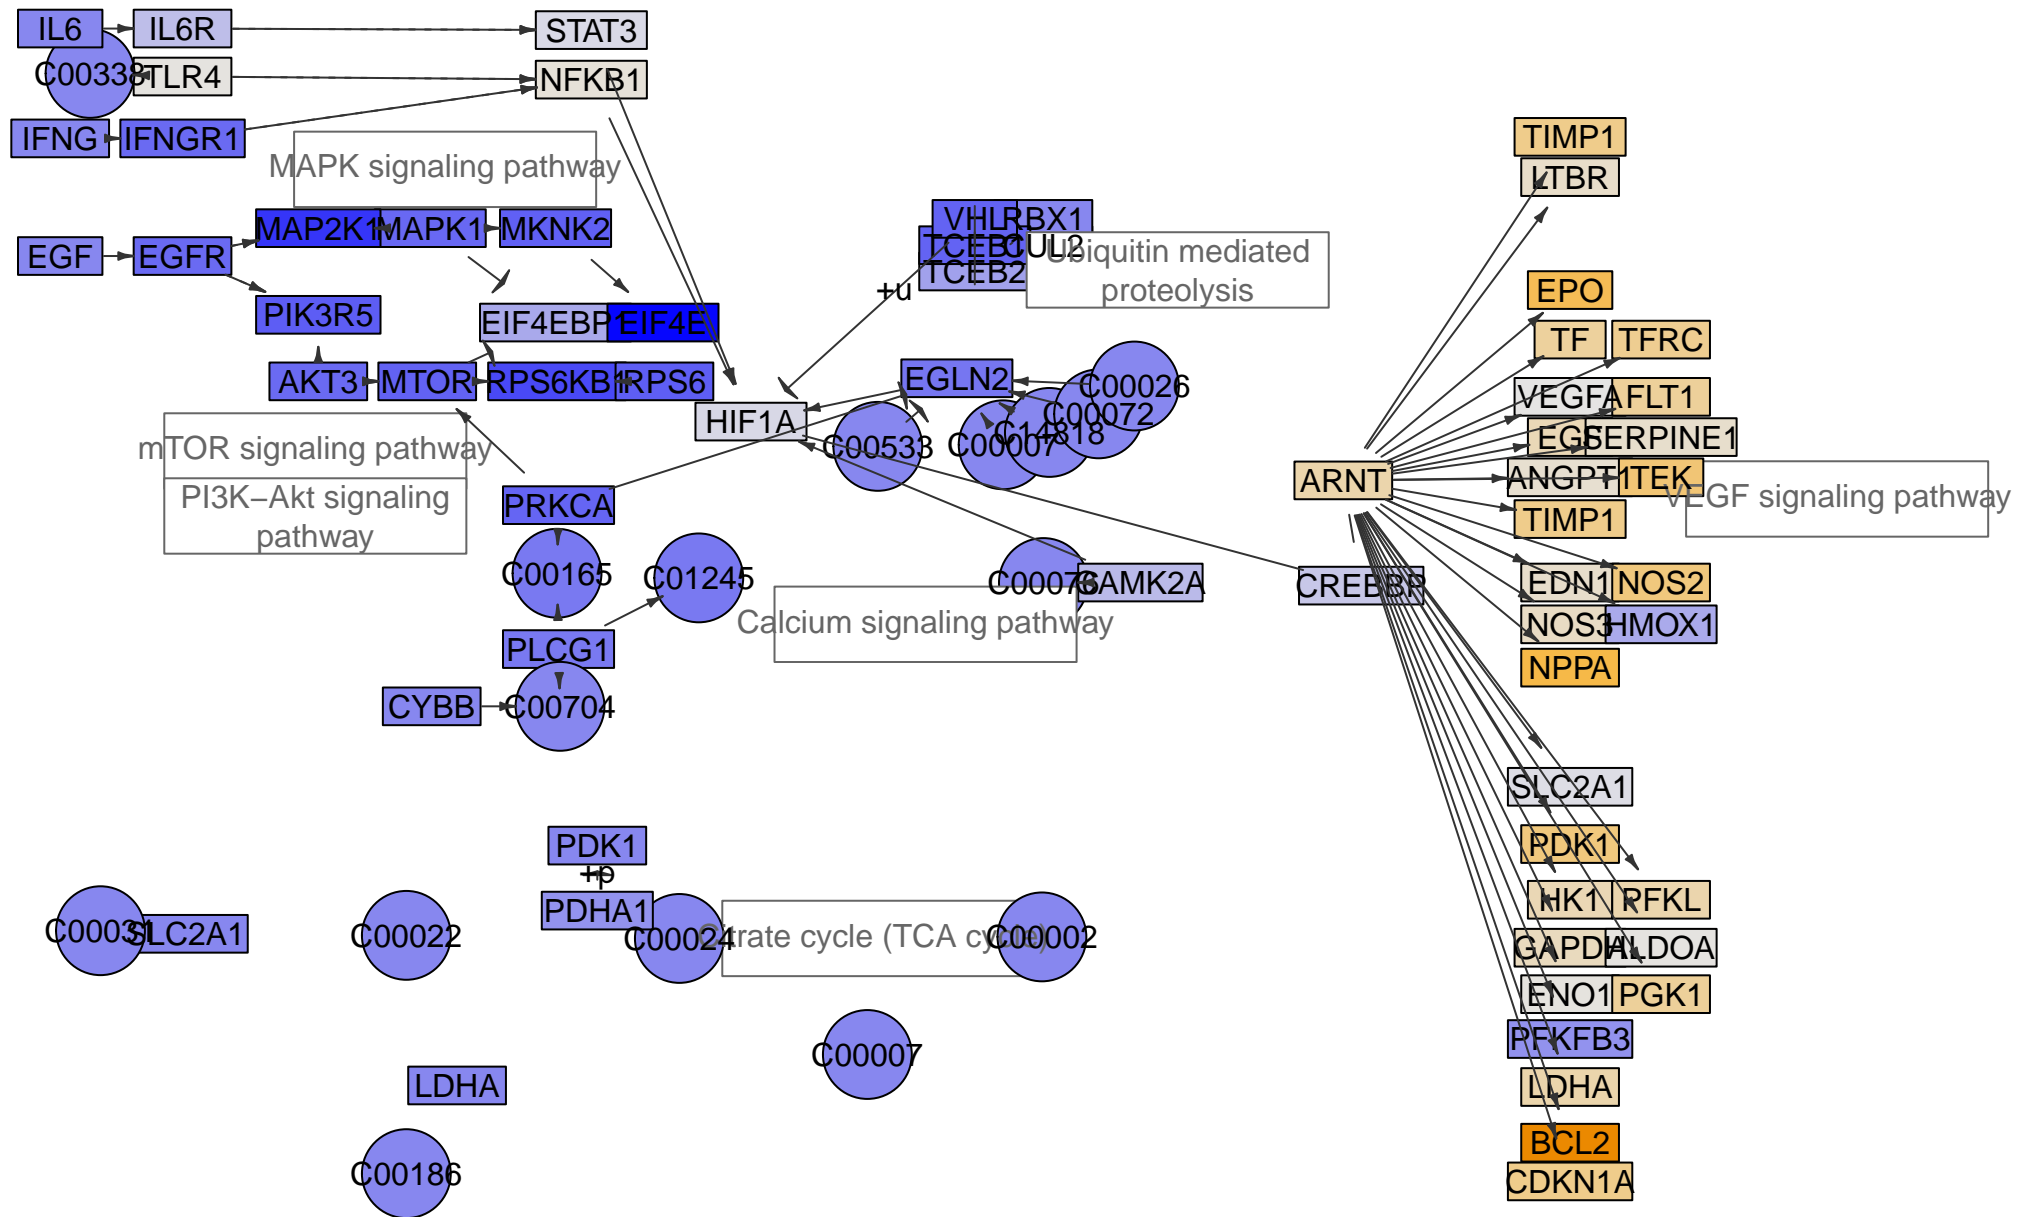 IL6
IL6R
STAT3
C00338
TLR4
NFKB1
IFNG
IFNGR1
MAPK signaling pathway
MAP2K1
MAPK1
MKNK2
EGF
EGFR
PIK3R5
EIF4EBP1
EIF4E
AKT3
MTOR
RPS6KB1
RPS6
mTOR signaling pathway
PI3K–Akt signaling
pathway
VHL
RBX1
TCEB1
CUL2
TCEB2
Ubiquitin mediated
proteolysis
+u
EGLN2
HIF1A
C00533
C00007
C14818
C00072
C00026
PRKCA
C00165
C01245
PLCG1
CYBB
C00704
C00076
CAMK2A
Calcium signaling pathway
CREBBP
ARNT
TIMP1
LTBR
EPO
TF
TFRC
VEGFA
FLT1
EGF
SERPINE1
ANGPT1
TEK
VEGF signaling pathway
TIMP1
EDN1
NOS2
NOS3
HMOX1
NPPA
SLC2A1
PDK1
HK1
PFKL
GAPDH
ALDOA
ENO1
PGK1
PFKFB3
LDHA
BCL2
CDKN1A
PDK1
+p
PDHA1
C00031
SLC2A1
C00022
C00024
Citrate cycle (TCA cycle)
C00002
C00007
LDHA
C00186